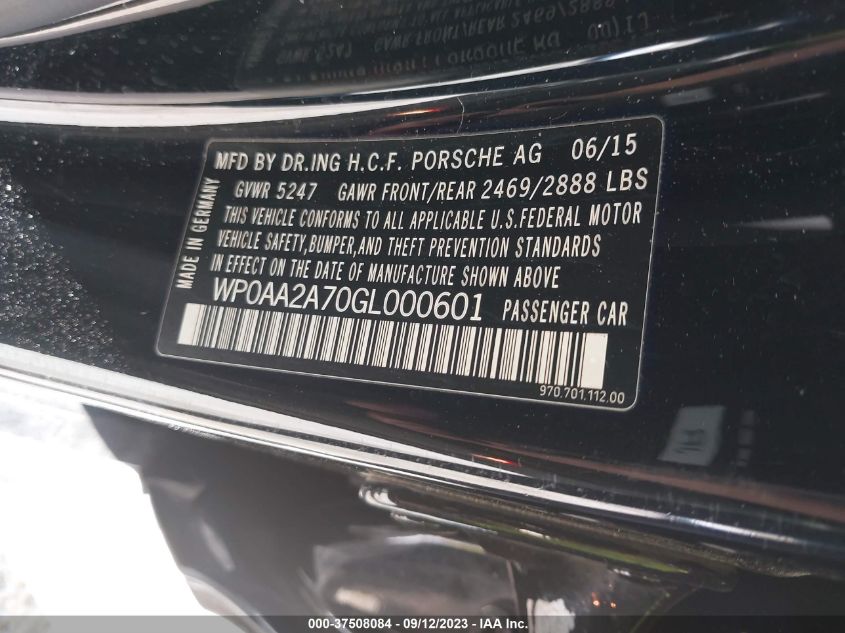 MFD BY DR.ING H.C.F. PORSCHE AG 06/15
GVWR 5247 GAWR FRONT/REAR 2469/2888 LBS
THIS VEHICLE CONFORMS TO ALL APPLICABLE U.S.FEDERAL MOTOR
VEHICLE SAFETY,BUMPER,AND THEFT PREVENTION STANDARDS
IN EFFECT ON THE DATE OF MANUFACTURE SHOWN ABOVE
WP0AA2A70GL000601 PASSENGER CAR
970.701.112.00
MADE IN GERMANY
000-37508084 - 09/12/2023 - IAA Inc.